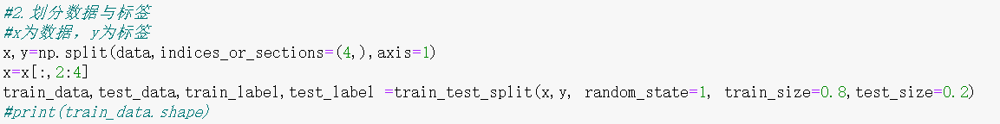 #2.划分数据与标签
#x为数据，y为标签
x,y=np.split(data,indices_or_sections=(4,),axis=1)
x=x[:,2:4]
train_data,test_data,train_label,test_label =train_test_split(x,y, random_state=1, train_size=0.8,test_size=0.2)
#print(train_data.shape)